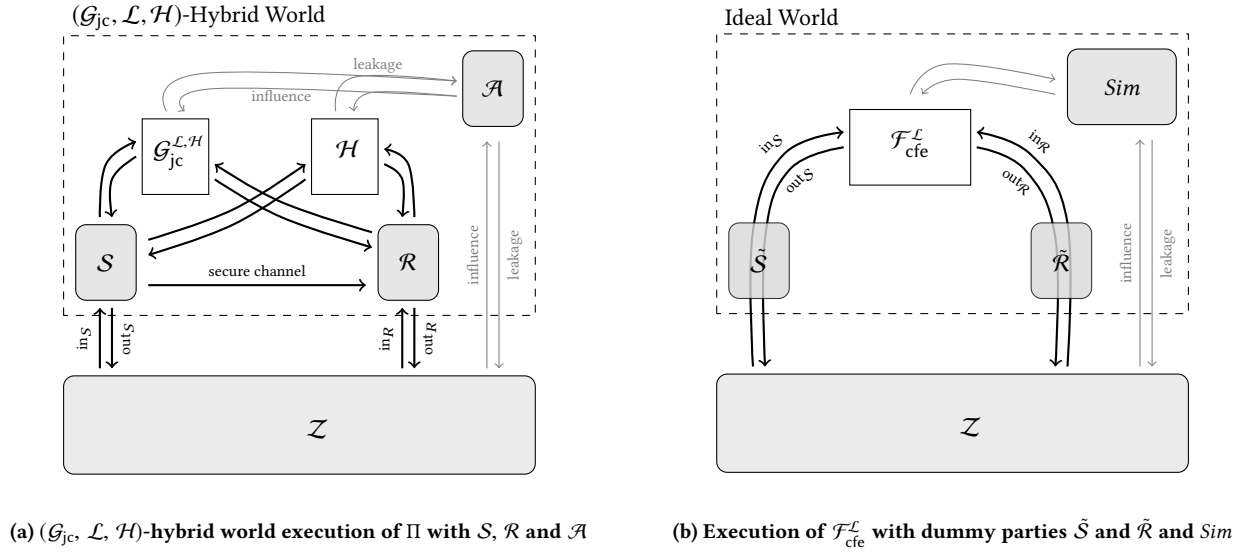 (𝒢jc, ℒ, ℋ)-Hybrid World
leakage
influence
𝒜
𝒢jc^ℒ,ℋ
ℋ
𝒮
secure channel
ℛ
influence
leakage
in𝒮
out𝒮
inℛ
outℛ
𝒵
(a) (𝒢jc, ℒ, ℋ)-hybrid world execution of Π with 𝒮, ℛ and 𝒜
Ideal World
Sim
ℱcfe^ℒ
in𝒮
out𝒮
inℛ
outℛ
𝒮̃
ℛ̃
influence
leakage
𝒵
(b) Execution of ℱcfe^ℒ with dummy parties 𝒮̃ and ℛ̃ and Sim